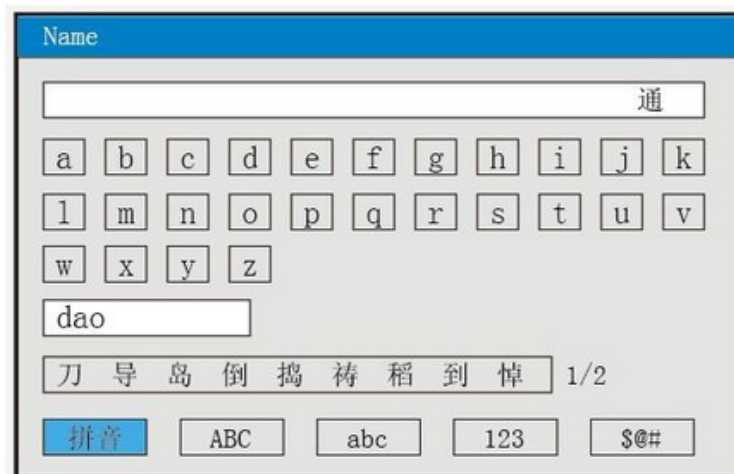 Name
通
a b c d e f g h i j k
l m n o p q r s t u v
w x y z
dao
刀 导 岛 倒 捣 祷 稻 到 悼 1/2
拼音 ABC abc 123 $@#